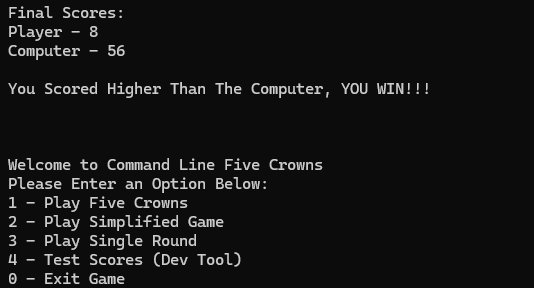 Final Scores:
Player - 8
Computer - 56
You Scored Higher Than The Computer, YOU WIN!!!
Welcome to Command Line Five Crowns
Please Enter an Option Below:
1 - Play Five Crowns
2 - Play Simplified Game
3 - Play Single Round
4 - Test Scores (Dev Tool)
0 - Exit Game